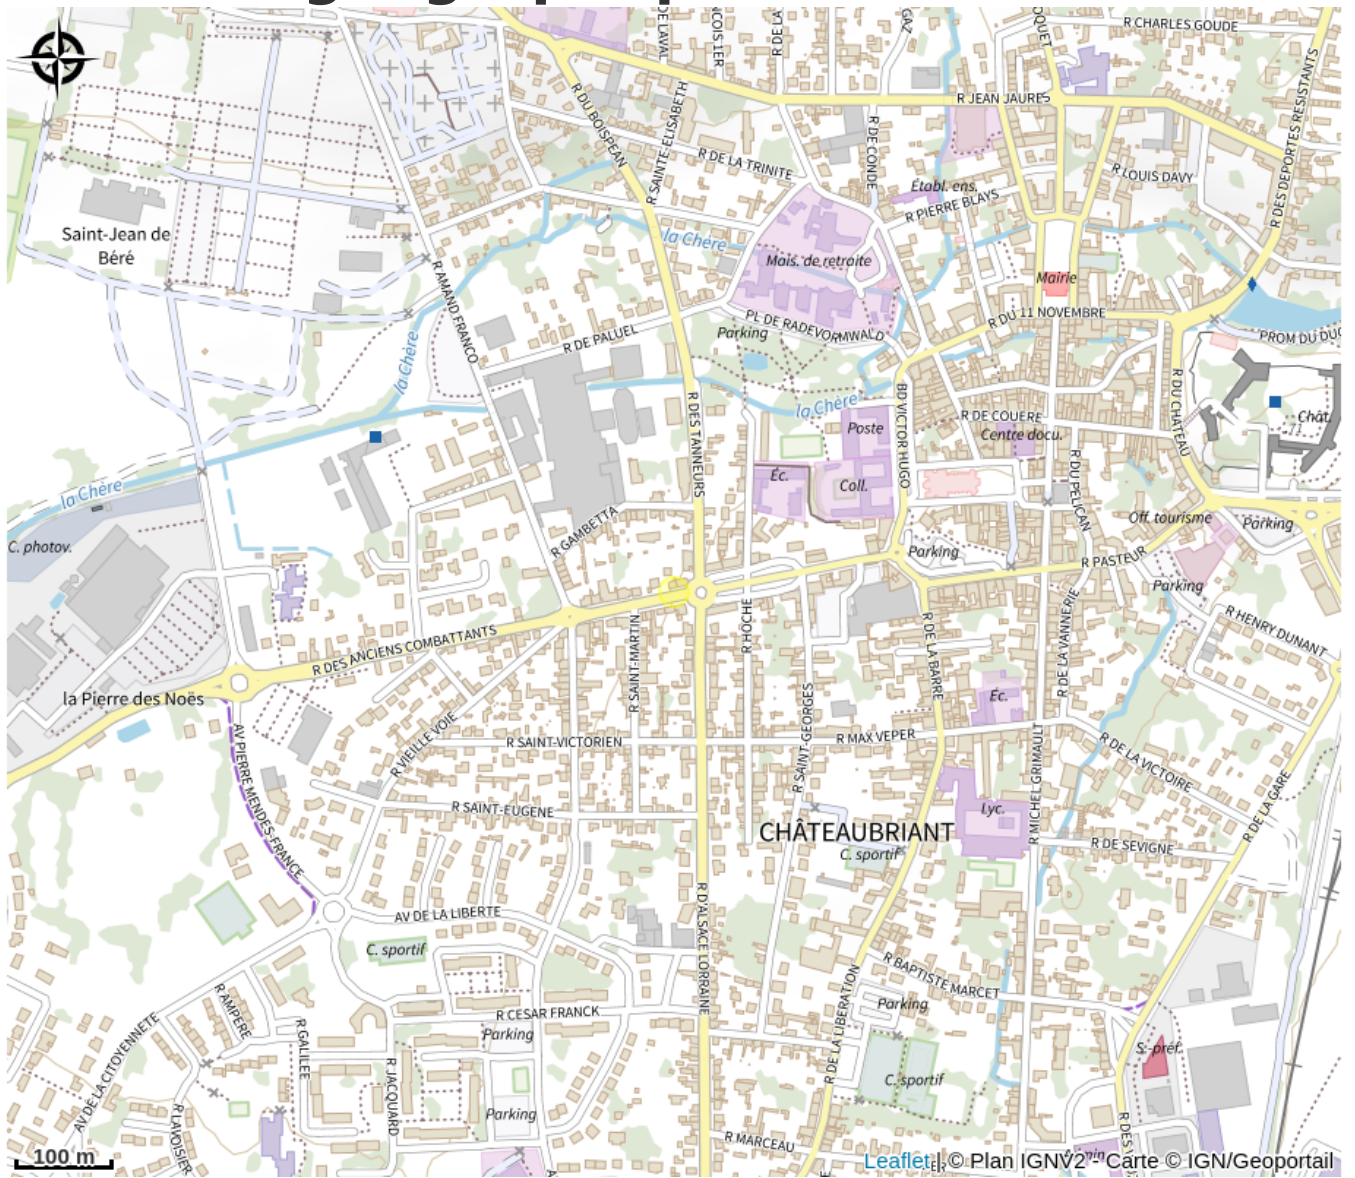 R CHARLES GOUDE
R JEAN JAURES
R DU BOISPEAN
R SAINTE-ELISABETH
R DE LA TRINITE
R DE CONDE
Établ. ens.
R PIERRE BLAYS
R LOUIS DAVY
R DES DEPORTES RESISTANTS
Saint-Jean de
Béré
la Chère
Mais. de retraite
Mairie
R AMAND FRANCO
PL DE RADEVORMWALD
Parking
R DU 11 NOVEMBRE
PROM DU DUC
R DE PALUEL
la Chère
la Chère
R DES TANNEURS
BD VICTOR HUGO
R DE COUERE
Centre docu.
R DU CHATEAU
Chât.
71
Poste
Éc.
Coll.
R DU PELICAN
la Chère
C. photov.
R GAMBETTA
Off. tourisme
Parking
Parking
R PASTEUR
Parking
R HENRY DUNANT
R DES ANCIENS COMBATTANTS
R SAINT-MARTIN
R HOCHE
R DE LA BARRE
R DE LA VANNERIE
la Pierre des Noës
Éc.
R SAINT-GEORGES
AV PIERRE MENDES-FRANCE
R VIEILLE VOIE
R SAINT-VICTORIEN
R MAX VEPER
R MICHEL GRIMAULT
R DE LA VICTOIRE
R DE LA GARE
R SAINT-EUGENE
CHÂTEAUBRIANT
Lyc.
C. sportif
R DE SEVIGNE
AV DE LA LIBERTE
C. sportif
R D'ALSACE LORRAINE
R BAPTISTE MARCET
R AMPERE
R CESAR FRANCK
Parking
Parking
R DE LA LIBERATION
AV DE LA CITOYENNETE
R GALILEE
R JACQUARD
S.-préf.
C. sportif
Parking
R LAVOISIER
R MARCEAU
100 m
Leaflet | © Plan IGNV2 - Carte © IGN/Geoportail